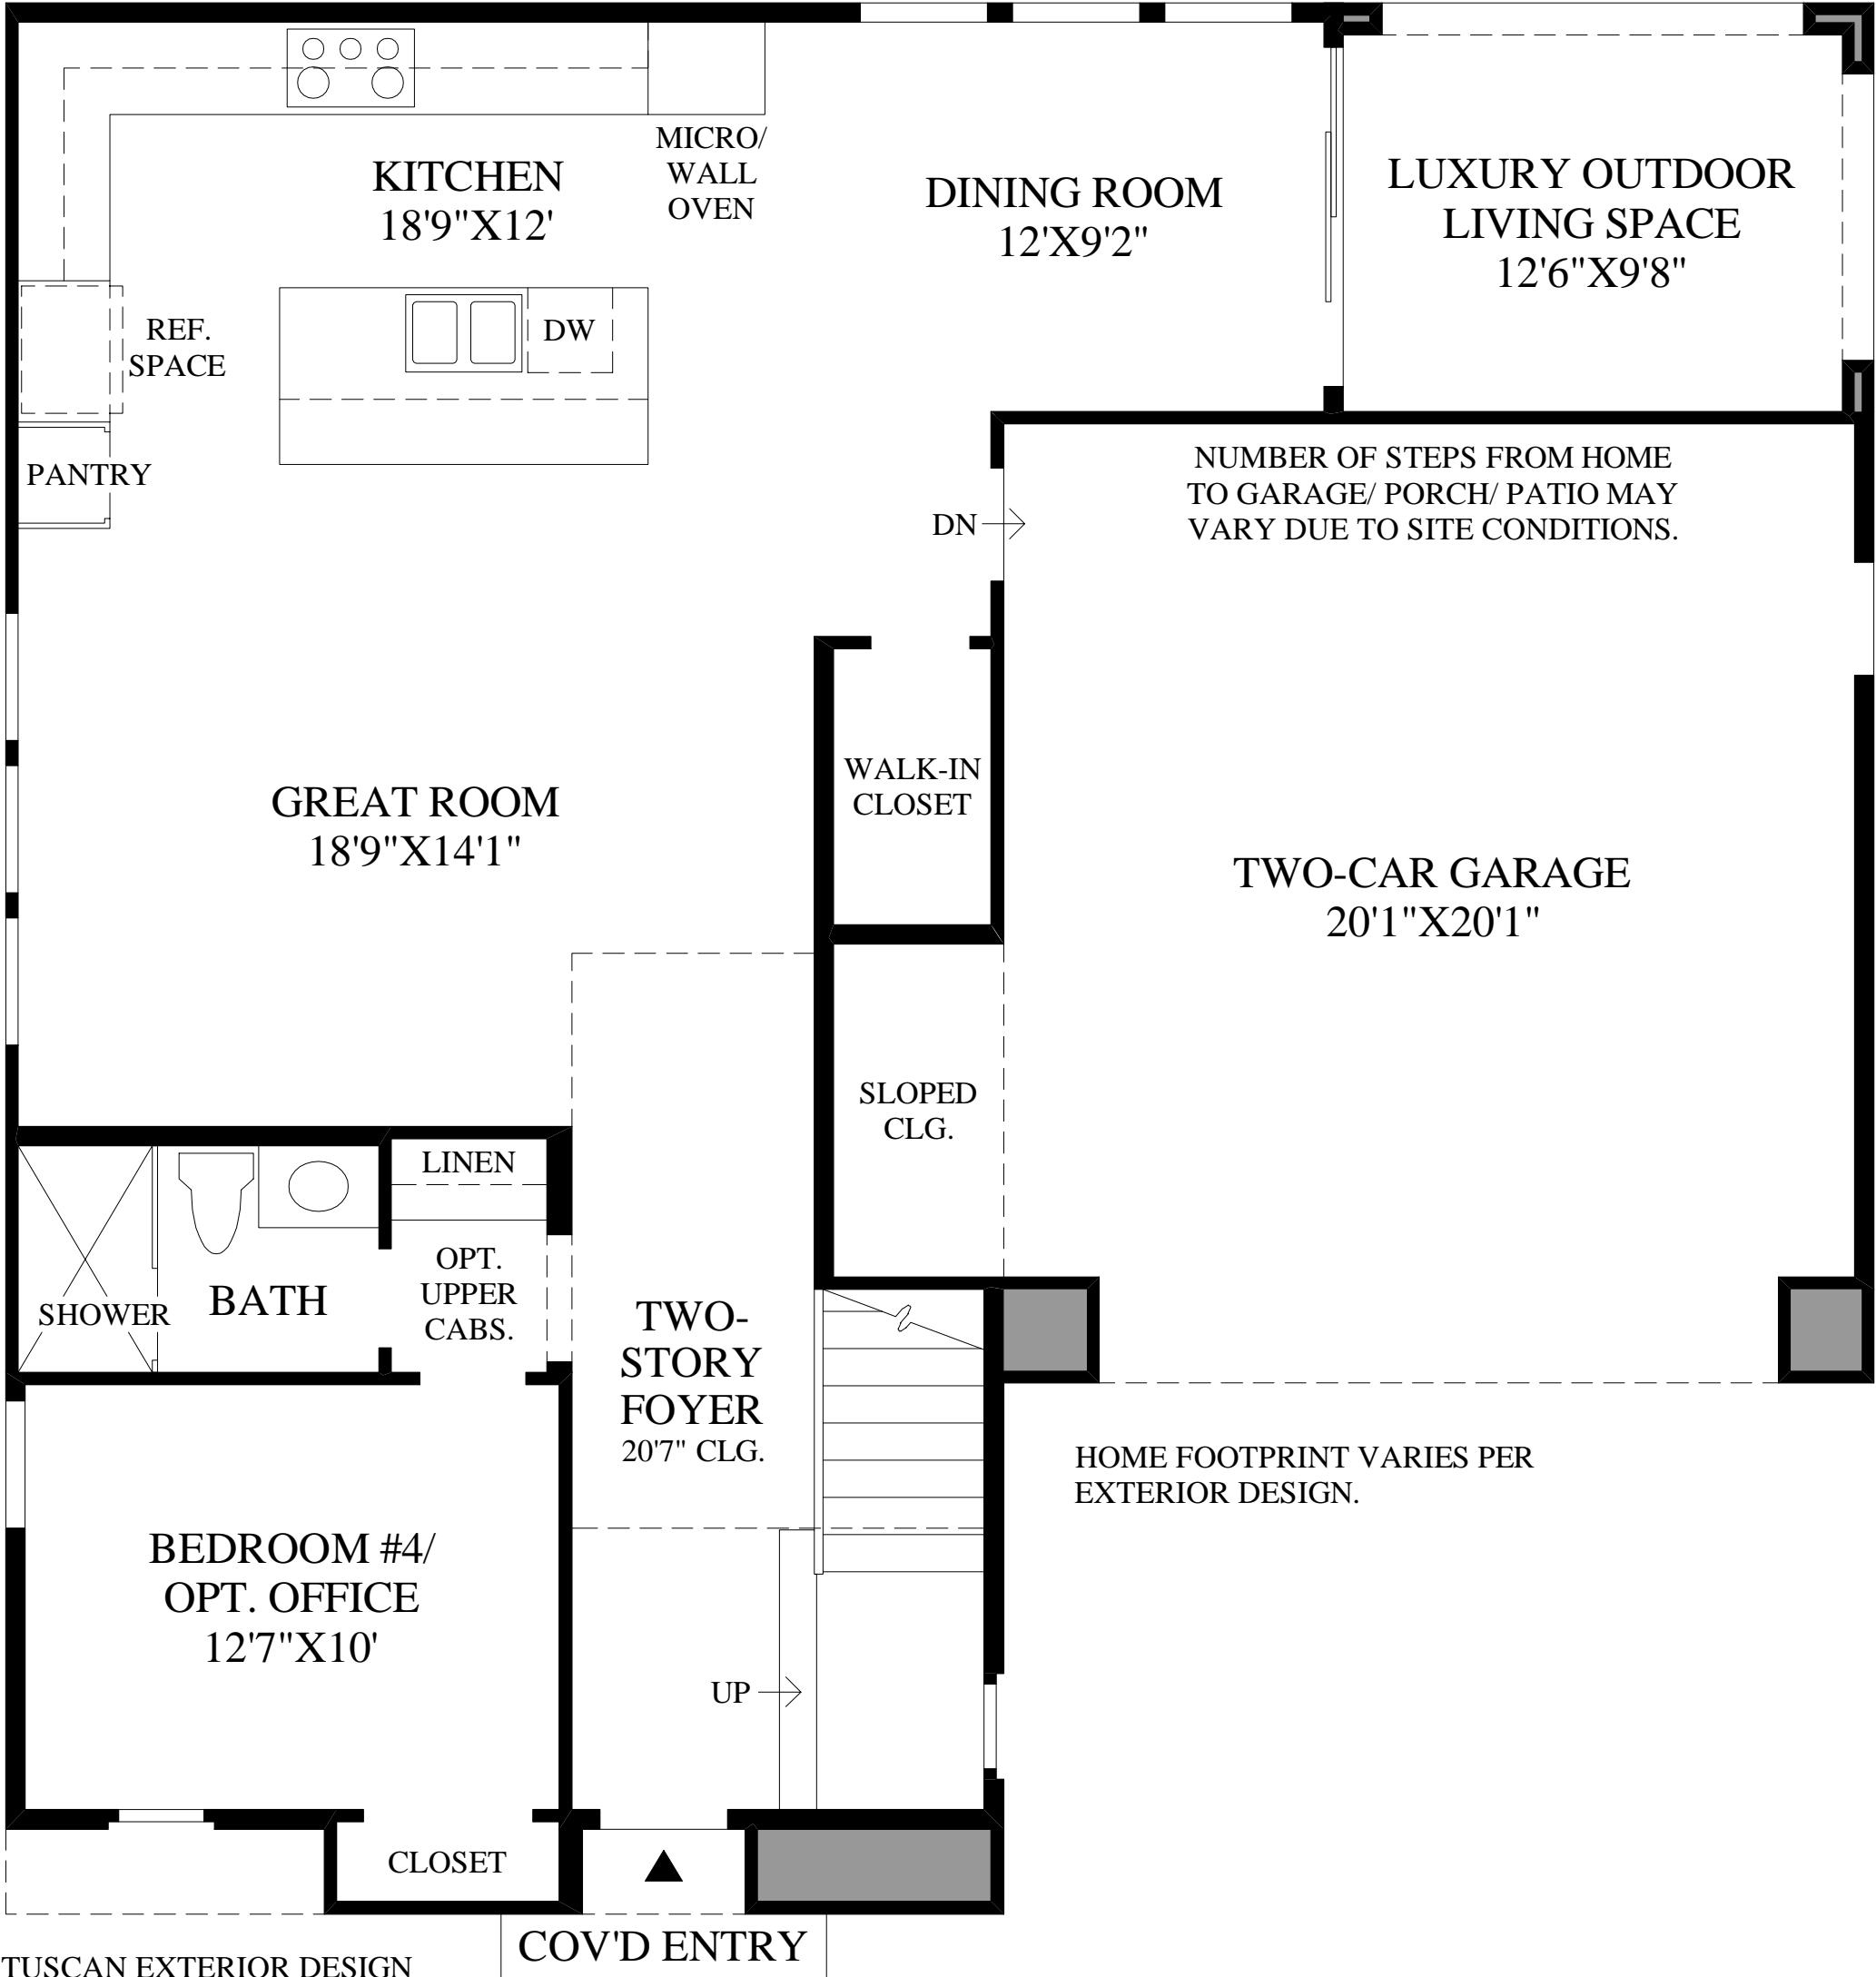 KITCHEN
18'9"X12'
MICRO/
WALL
OVEN
DINING ROOM
12'X9'2"
LUXURY OUTDOOR
LIVING SPACE
12'6"X9'8"
REF.
SPACE
DW
PANTRY
DN
NUMBER OF STEPS FROM HOME
TO GARAGE/ PORCH/ PATIO MAY
VARY DUE TO SITE CONDITIONS.
GREAT ROOM
18'9"X14'1"
WALK-IN
CLOSET
TWO-CAR GARAGE
20'1"X20'1"
SLOPED
CLG.
LINEN
OPT.
UPPER
CABS.
SHOWER
BATH
TWO-
STORY
FOYER
20'7" CLG.
HOME FOOTPRINT VARIES PER
EXTERIOR DESIGN.
BEDROOM #4/
OPT. OFFICE
12'7"X10'
UP
CLOSET
COV'D ENTRY
TUSCAN EXTERIOR DESIGN